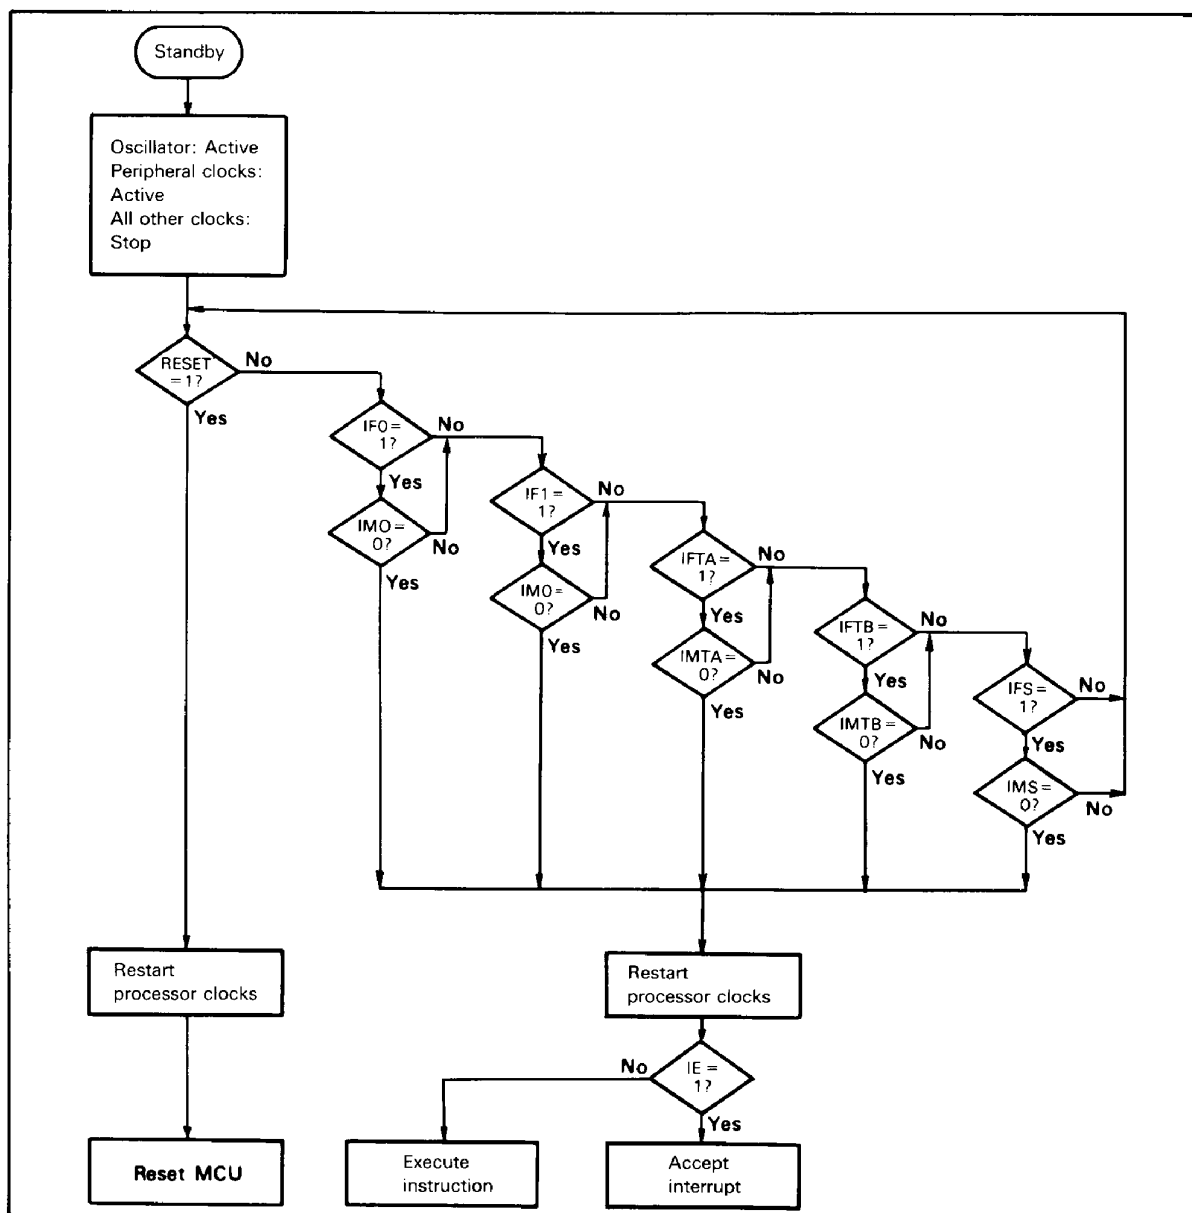 Standby
Oscillator: Active
Peripheral clocks:
Active
All other clocks:
Stop
RESET
=1?
No
Yes
IF0=
1?
No
Yes
IM0=
0?
No
Yes
IF1=
1?
No
Yes
IM0=
0?
No
Yes
IFTA=
1?
No
Yes
IMTA=
0?
No
Yes
IFTB=
1?
No
Yes
IMTB=
0?
No
Yes
IFS=
1?
No
Yes
IMS=
0?
No
Yes
Restart
processor clocks
Restart
processor clocks
IE =
1?
No
Yes
Reset MCU
Execute
instruction
Accept
interrupt